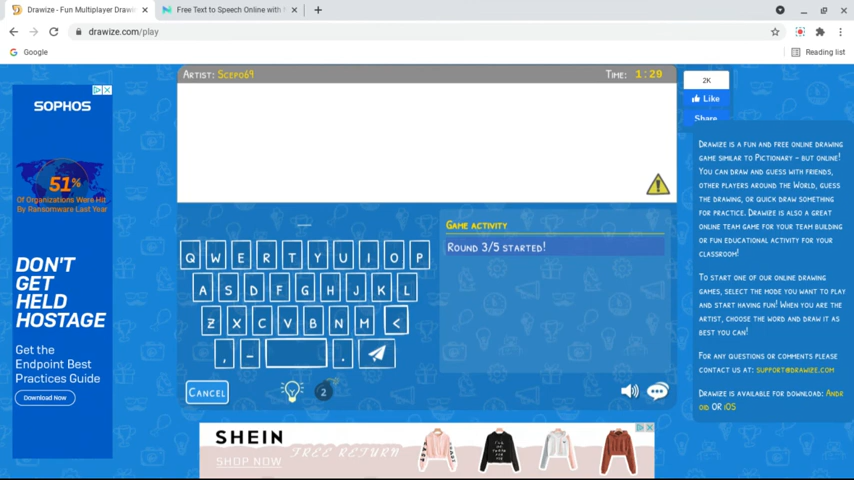 Drawize - Fun Multiplayer Drawi
Free Text to Speech Online with
drawize.com/play
Google
Reading list
Artist: Scepo69
Time: 1:29
2K
Like
Share
SOPHOS
51%
Of Organizations Were Hit
By Ransomware Last Year
DON'T
GET
HELD
HOSTAGE
Get the
Endpoint Best
Practices Guide
Download Now
Game activity
Round 3/5 started!
Q W E R T Y U I O P
A S D F G H J K L
Z X C V B N M <
, - .
Cancel
2
Drawize is a fun and free online drawing
game similar to Pictionary - but online!
You can draw and guess with friends,
other players around the World, guess
the drawing, or quick draw something
for practice. Drawize is also a great
online team game for your team building
or fun educational activity for your
classroom!
To start one of our online drawing
games, select the mode you want to play
and start having fun! When you are the
artist, choose the word and draw it as
best you can!
For any questions or comments please
contact us at: support@drawize.com
Drawize is available for download: Andr
oid or iOS
SHEIN
SHOP NOW
FREE RETURN